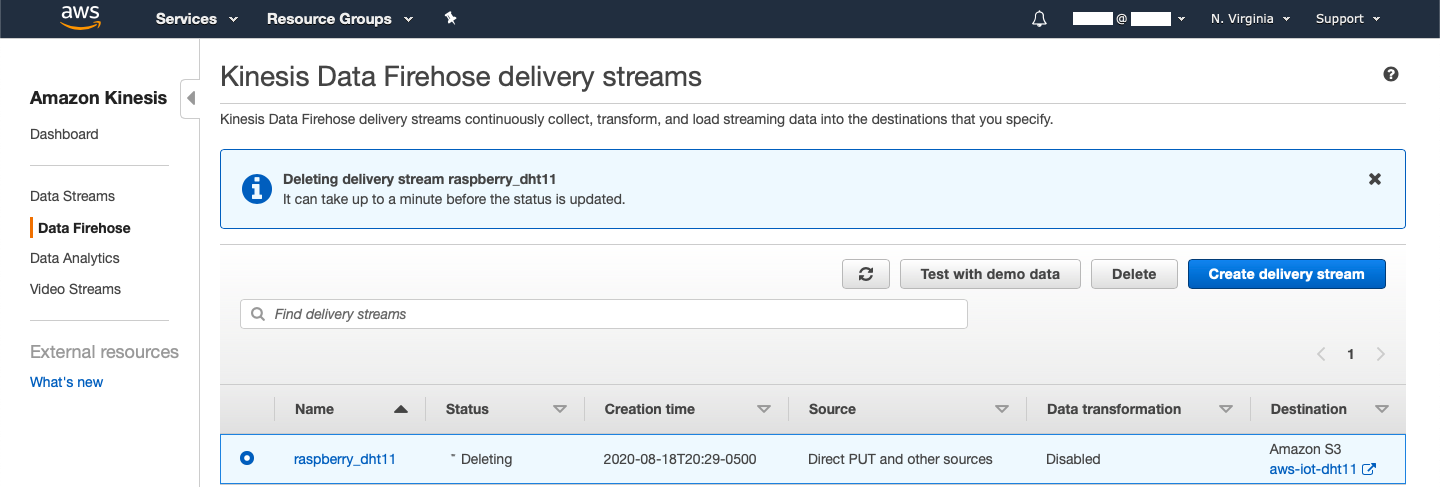 aws
Services
Resource Groups
@
N. Virginia
Support
Amazon Kinesis
Dashboard
Data Streams
Data Firehose
Data Analytics
Video Streams
External resources
What's new
Kinesis Data Firehose delivery streams
Kinesis Data Firehose delivery streams continuously collect, transform, and load streaming data into the destinations that you specify.
Deleting delivery stream raspberry_dht11
It can take up to a minute before the status is updated.
Test with demo data
Delete
Create delivery stream
Find delivery streams
1
Name
Status
Creation time
Source
Data transformation
Destination
raspberry_dht11
Deleting
2020-08-18T20:29-0500
Direct PUT and other sources
Disabled
Amazon S3
aws-iot-dht11